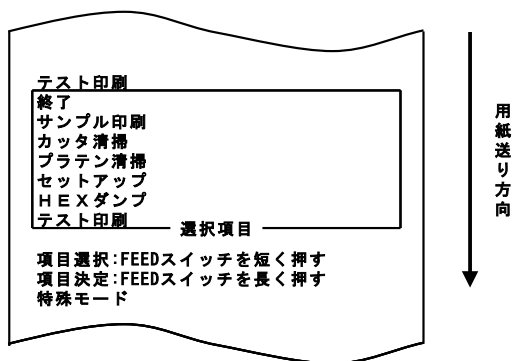 テスト印刷
終了
サンプル印刷
カッタ清掃
プラテン清掃
セットアップ
ＨＥＸダンプ
テスト印刷
選択項目
項目選択:FEEDスイッチを短く押す
項目決定:FEEDスイッチを長く押す
特殊モード
用紙送り方向